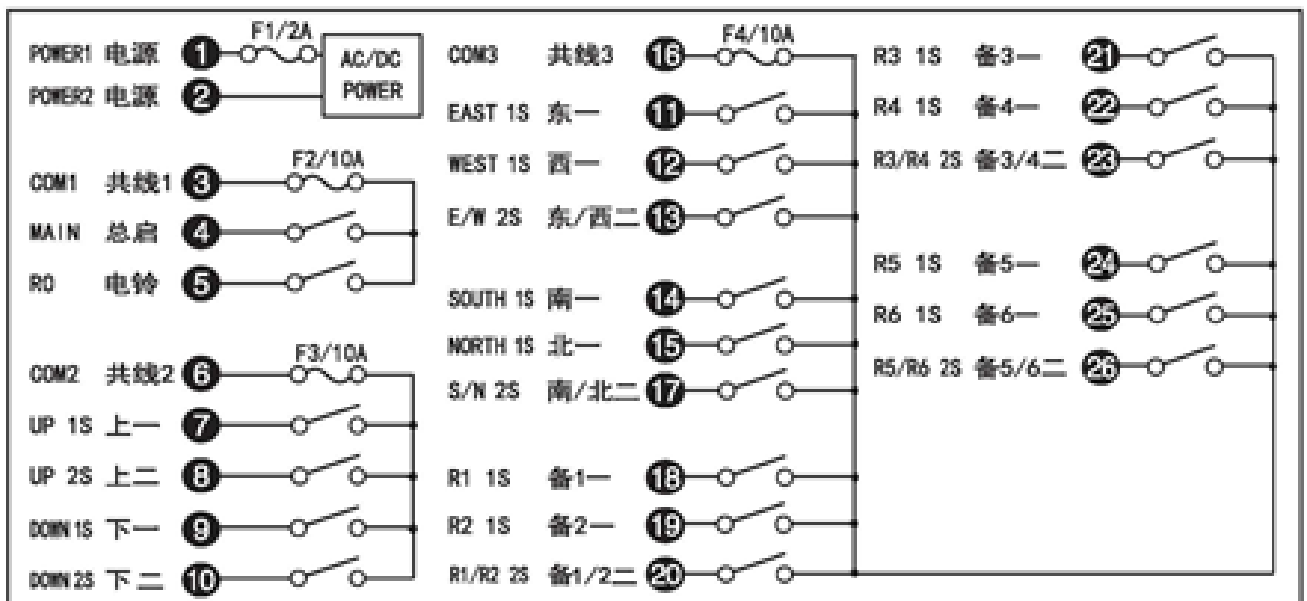 F1/2A
POWER1 电源 1
AC/DC
POWER
POWER2 电源 2
F2/10A
COM1 共线1 3
MAIN 总启 4
R0 电铃 5
F3/10A
COM2 共线2 6
UP 1S 上一 7
UP 2S 上二 8
DOWN 1S 下一 9
DOWN 2S 下二 10
F4/10A
COM3 共线3 16
EAST 1S 东一 11
WEST 1S 西一 12
E/W 2S 东/西二 13
SOUTH 1S 南一 14
NORTH 1S 北一 15
S/N 2S 南/北二 17
R1 1S 备1一 18
R2 1S 备2一 19
R1/R2 2S 备1/2二 20
R3 1S 备3一 21
R4 1S 备4一 22
R3/R4 2S 备3/4二 23
R5 1S 备5一 24
R6 1S 备6一 25
R5/R6 2S 备5/6二 26